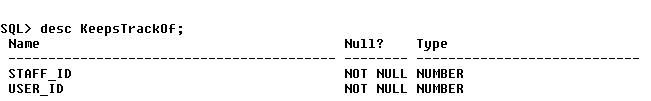 SQL> desc KeepsTrackOf;
Name Null? Type
----------------------------------------- -------- ----------------------------
STAFF_ID NOT NULL NUMBER
USER_ID NOT NULL NUMBER